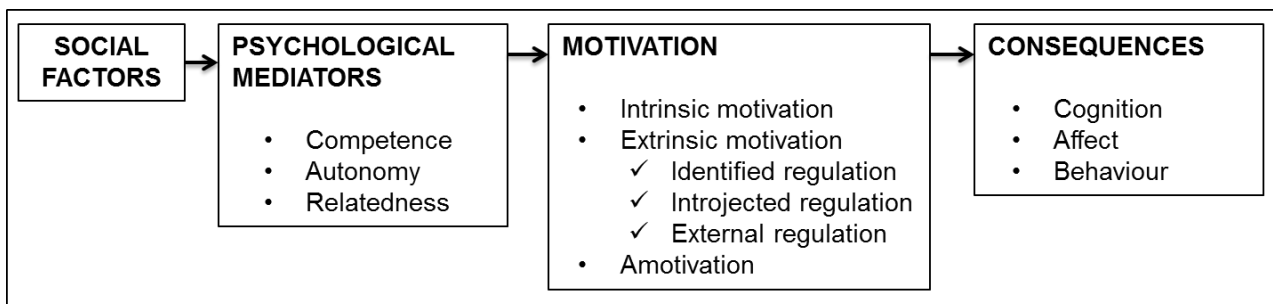 SOCIAL
FACTORS
PSYCHOLOGICAL
MEDIATORS
• Competence
• Autonomy
• Relatedness
MOTIVATION
• Intrinsic motivation
• Extrinsic motivation
✓ Identified regulation
✓ Introjected regulation
✓ External regulation
• Amotivation
CONSEQUENCES
• Cognition
• Affect
• Behaviour